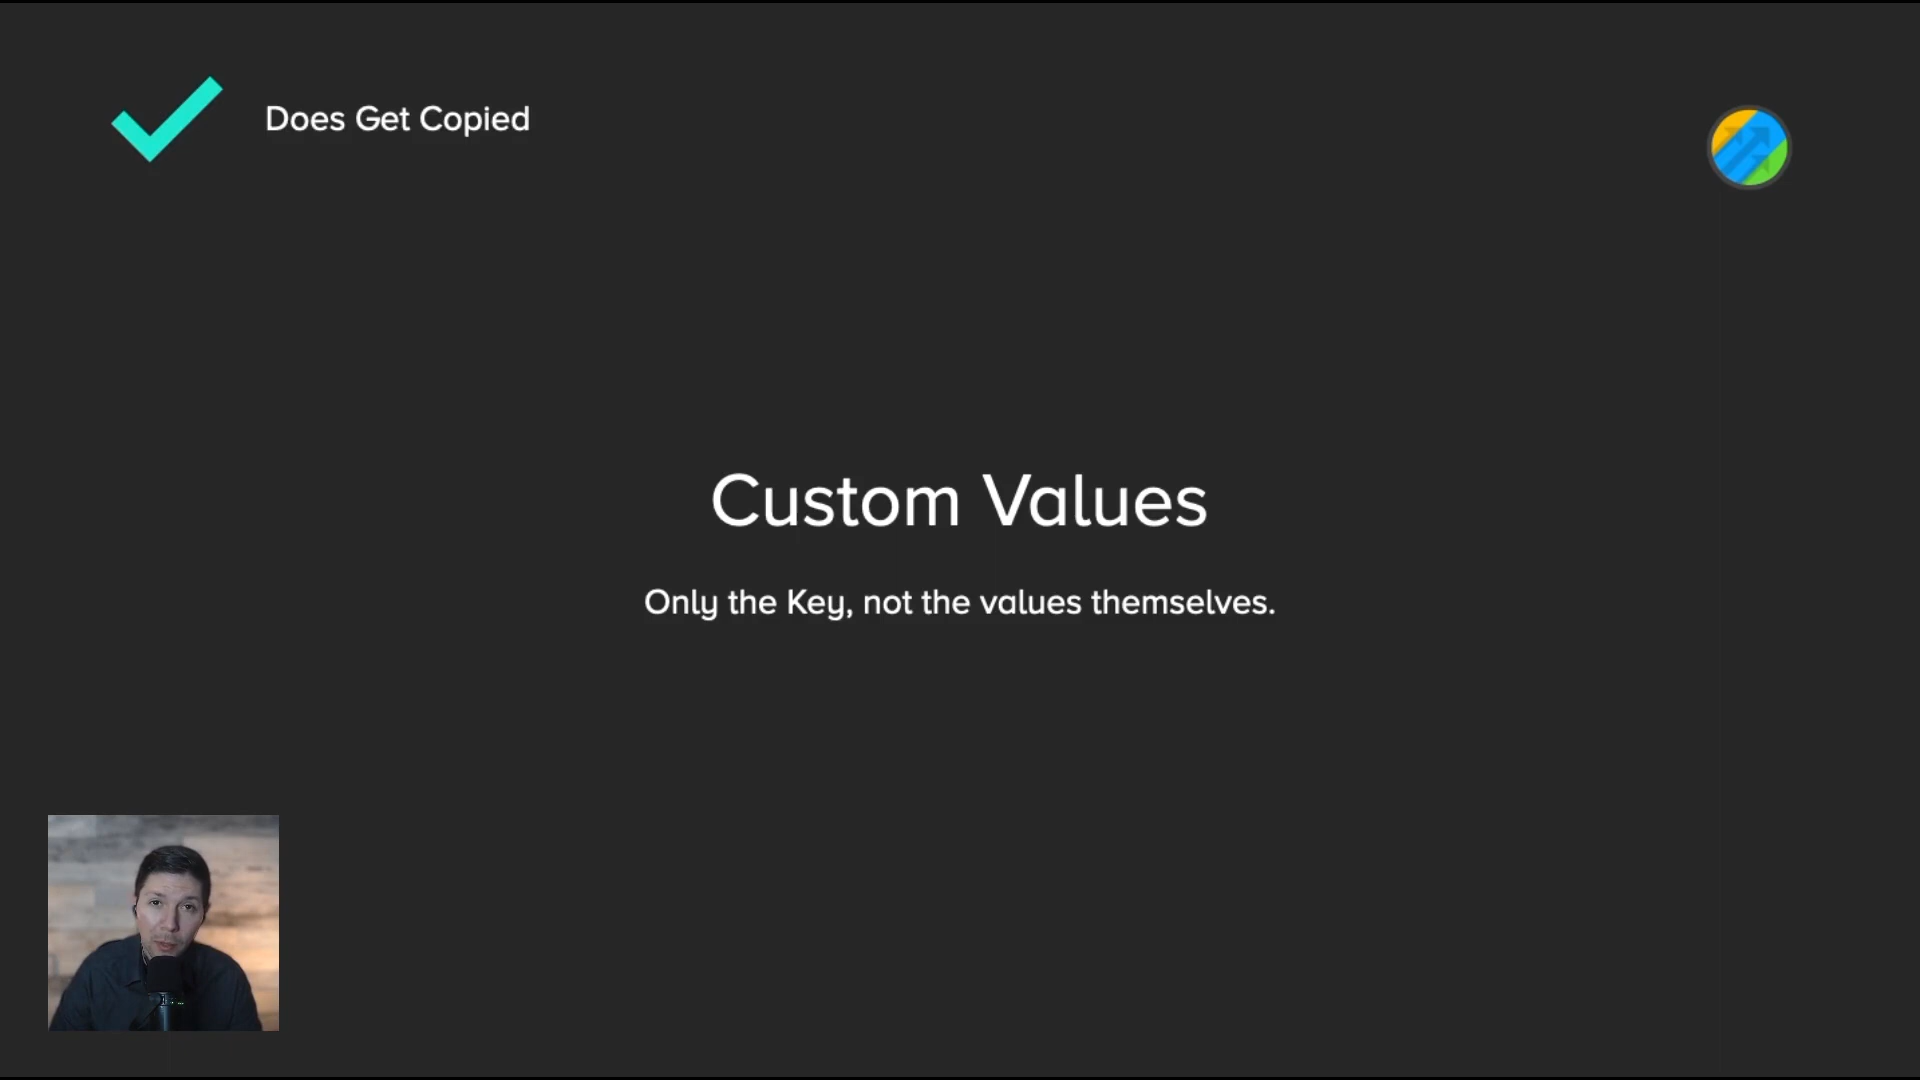 Does Get Copied
Custom Values
Only the Key, not the values themselves.